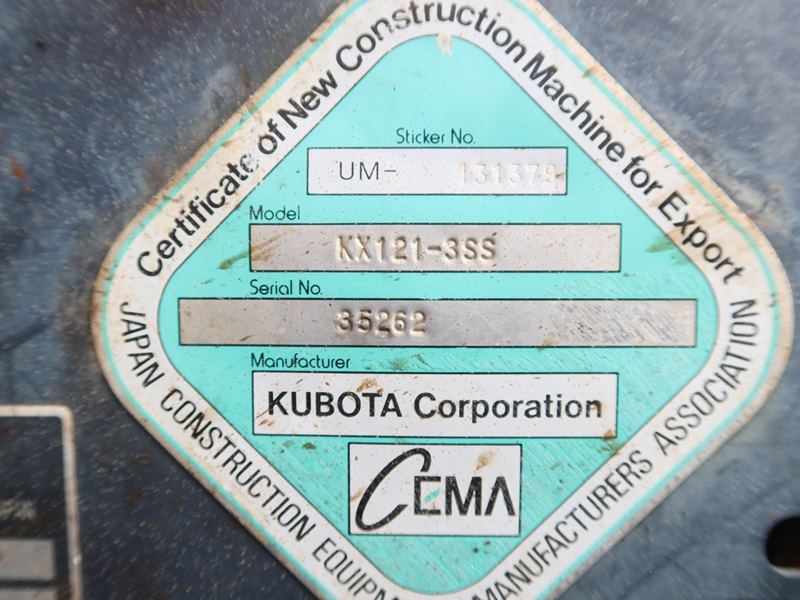 Certificate of New Construction Machine for Export
Sticker No.
UM- 131379
Model
KX121-3SS
Serial No.
35262
Manufacturer
KUBOTA Corporation
CEMA
JAPAN CONSTRUCTION MANUFACTURERS ASSOCIATION